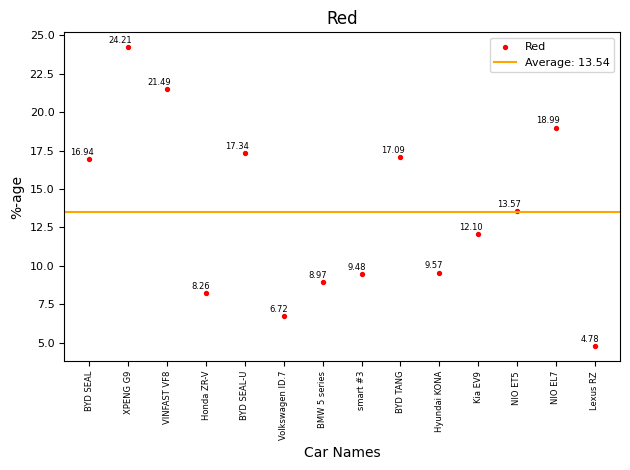 Red
25.0
22.5
20.0
17.5
15.0
12.5
10.0
7.5
5.0
%-age
16.94
24.21
21.49
8.26
17.34
6.72
8.97
9.48
17.09
9.57
12.10
13.57
18.99
4.78
Red
Average: 13.54
BYD SEAL
XPENG G9
VINFAST VF8
Honda ZR-V
BYD SEAL-U
Volkswagen ID.7
BMW 5 series
smart #3
BYD TANG
Hyundai KONA
Kia EV9
NIO ET5
NIO EL7
Lexus RZ
Car Names